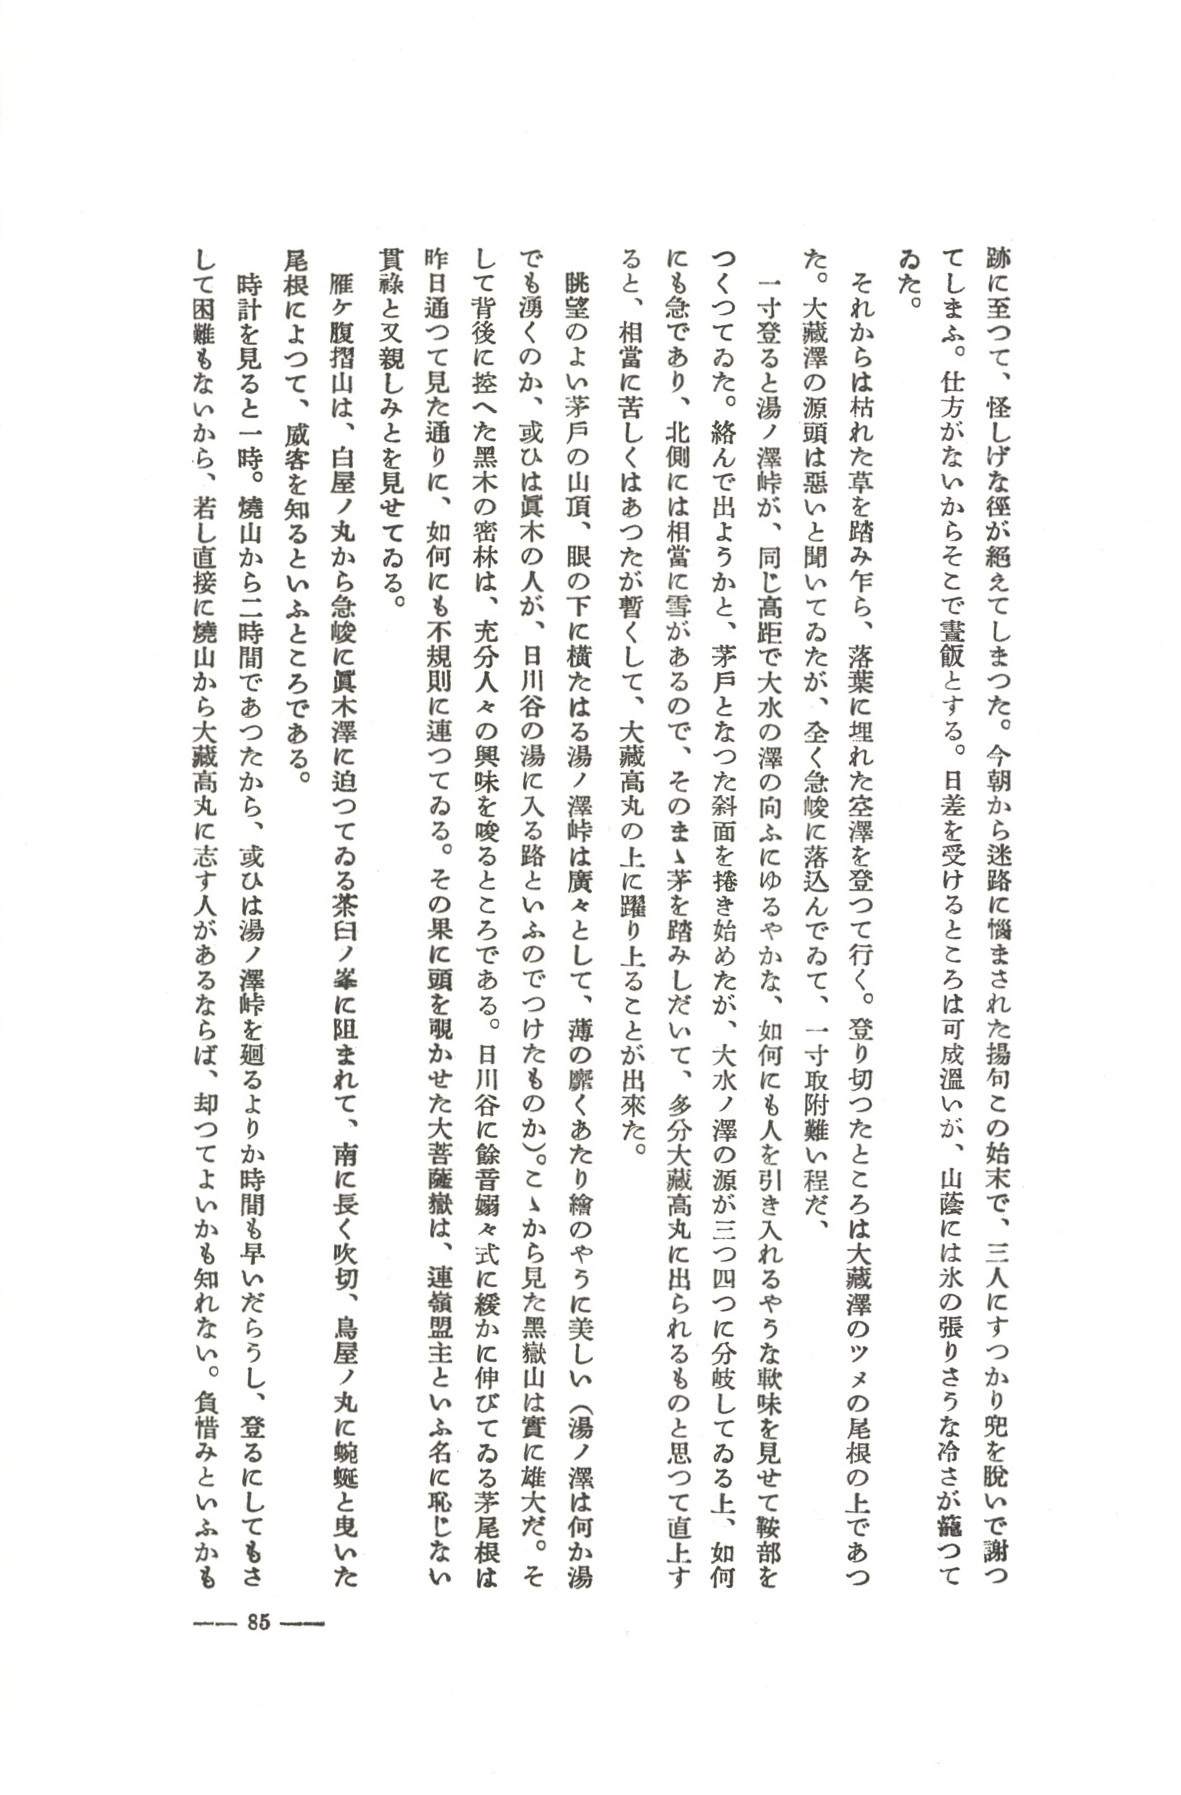 跡に至つて、怪しげな徑が絕えてしまつた。今朝から迷路に惱まされた揚句この始末で、三人にすつかり兜を脫いで謝つ
てしまふ。仕方がないからそこで晝飯とする。日差を受けるところは可成溫いが、山蔭には氷の張りさうな冷さが籠つて
ゐた。
それからは枯れた草を踏み乍ら、落葉に埋れた空澤を登つて行く。登り切つたところは大藏澤のツメの尾根の上であつ
た。大藏澤の源頭は惡いと聞いてゐたが、全く急峻に落込んでゐて、一寸取附難い程だ、
一寸登ると湯ノ澤峠が、同じ高距で大水の澤の向ふにゆるやかな、如何にも人を引き入れるやうな軟味を見せて鞍部を
つくつてゐた。絡んで出ようかと、茅戶となつた斜面を捲き始めたが、大水ノ澤の源が三つ四つに分岐してゐる上、如何
にも急であり、北側には相當に雪があるので、そのまゝ茅を踏みしだいて、多分大藏高丸に出られるものと思つて直上す
ると、相當に苦しくはあつたが暫くして、大藏高丸の上に躍り上ることが出來た。
眺望のよい茅戶の山頂、眼の下に橫たはる湯ノ澤峠は廣々として、薄の靡くあたり繪のやうに美しい（湯ノ澤は何か湯
でも湧くのか、或ひは眞木の人が、日川谷の湯に入る路といふのでつけたものか）。こゝから見た黑嶽山は實に雄大だ。そ
して背後に控へた黑木の密林は、充分人々の興味を唆るところである。日川谷に餘音嫋々式に緩かに伸びてゐる茅尾根は
昨日通つて見た通りに、如何にも不規則に連つてゐる。その果に頭を覗かせた大菩薩嶽は、連嶺盟主といふ名に恥じない
貫祿と又親しみとを見せてゐる。
雁ケ腹摺山は、白屋ノ丸から急峻に眞木澤に迫つてゐる茶臼ノ峯に阻まれて、南に長く吹切、鳥屋ノ丸に蜿蜒と曳いた
尾根によつて、威容を知るといふところである。
時計を見ると一時。燒山から二時間であつたから、或ひは湯ノ澤峠を廻るよりか時間も早いだらうし、登るにしてもさ
して困難もないから、若し直接に燒山から大藏高丸に志す人があるならば、却つてよいかも知れない。負惜みといふかも
— 85 —